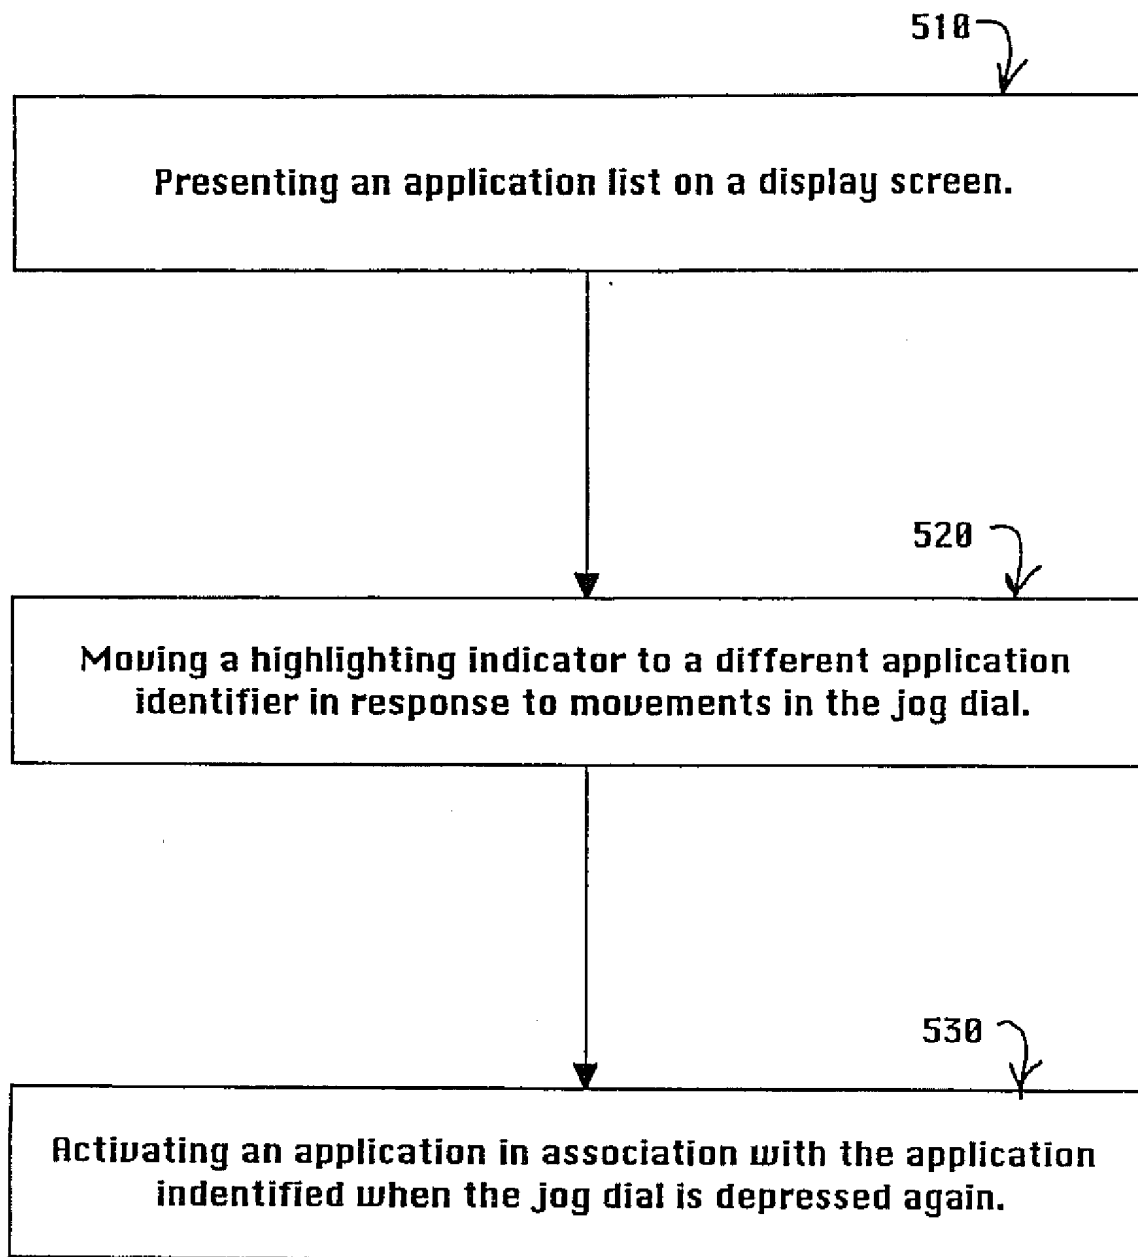 510
Presenting an application list on a display screen.
520
Moving a highlighting indicator to a different application
identifier in response to movements in the jog dial.
530
Activating an application in association with the application
indentified when the jog dial is depressed again.